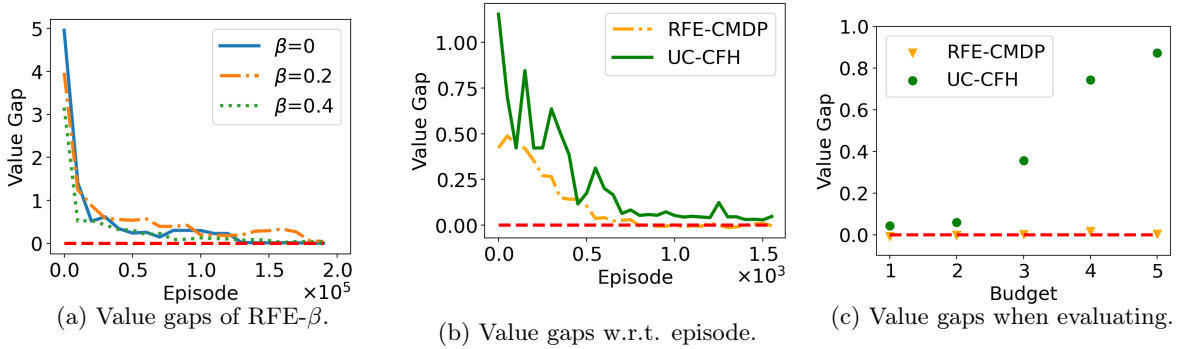 5
4
3
2
1
0
Value Gap
β=0
β=0.2
β=0.4
0.0
0.5
1.0
1.5
2.0
Episode
×10⁵
(a) Value gaps of RFE-β.
1.00
0.75
0.50
0.25
0.00
Value Gap
RFE-CMDP
UC-CFH
0.0
0.5
1.0
1.5
Episode
×10³
(b) Value gaps w.r.t. episode.
1.0
0.8
0.6
0.4
0.2
0.0
Value Gap
RFE-CMDP
UC-CFH
1
2
3
4
5
Budget
(c) Value gaps when evaluating.